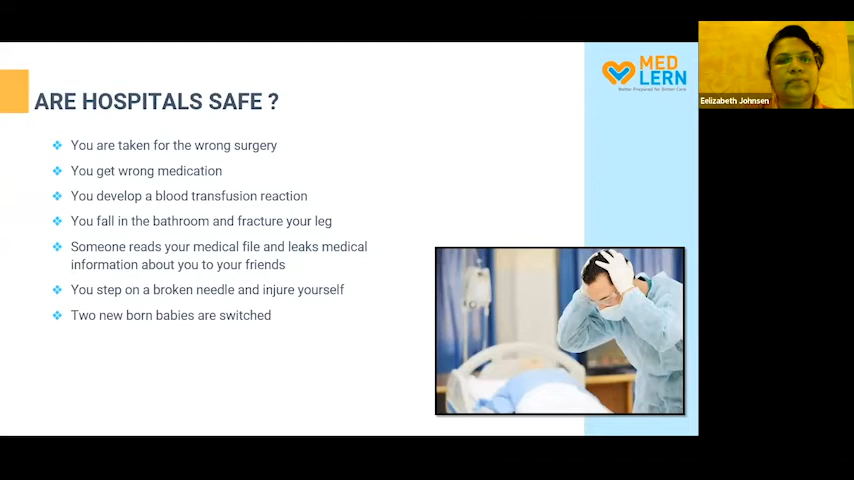 ARE HOSPITALS SAFE ?
You are taken for the wrong surgery
You get wrong medication
You develop a blood transfusion reaction
You fall in the bathroom and fracture your leg
Someone reads your medical file and leaks medical
information about you to your friends
You step on a broken needle and injure yourself
Two new born babies are switched
MED
LERN
Better Prepared for Better Care
Eelizabeth Johnsen